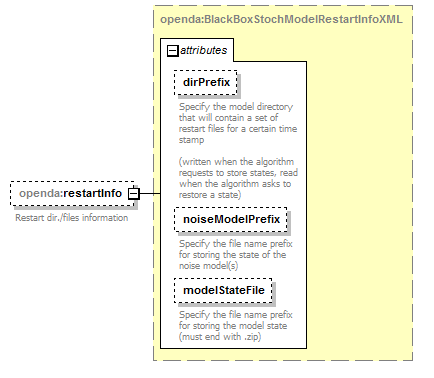 openda:BlackBoxStochModelRestartInfoXML
attributes
dirPrefix
Specify the model directory
that will contain a set of
restart files for a certain time
stamp
(written when the algorithm
requests to store states, read
when the algorithm asks to
restore a state)
openda:restartInfo
Restart dir./files information
noiseModelPrefix
Specify the file name prefix
for storing the state of the
noise model(s)
modelStateFile
Specify the file name prefix
for storing the model state
(must end with .zip)